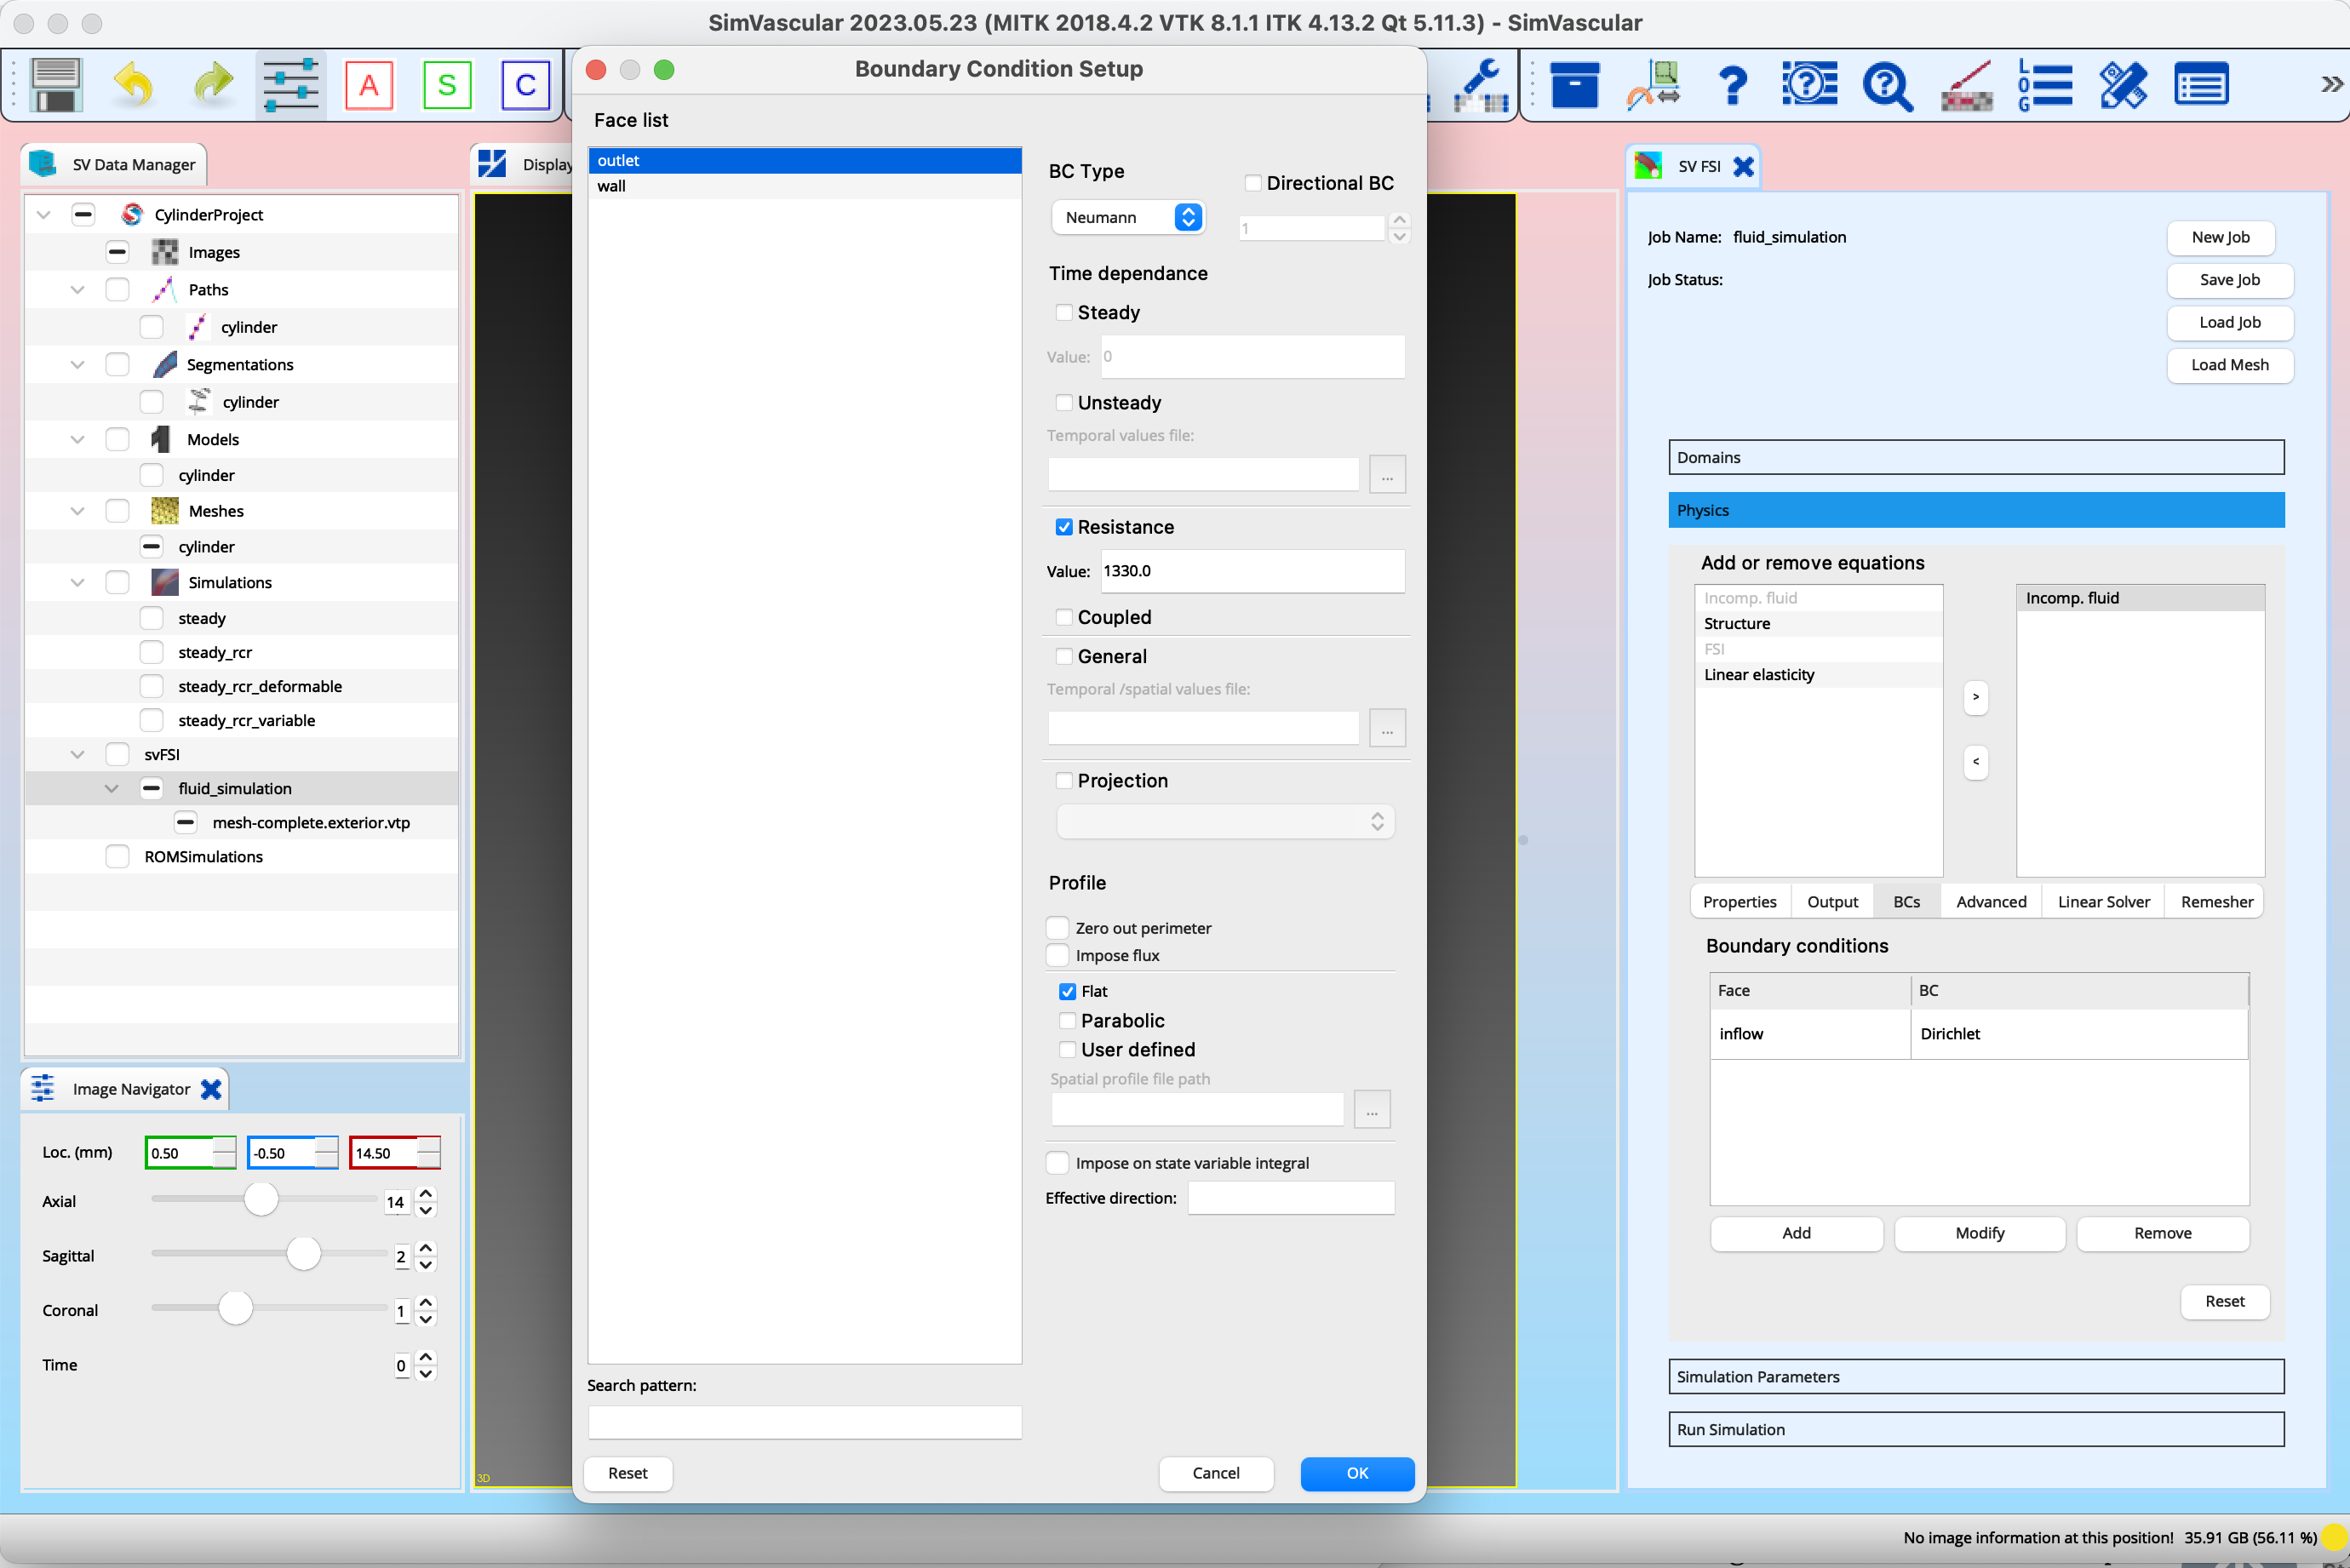 SimVascular 2023.05.23 (MITK 2018.4.2 VTK 8.1.1 ITK 4.13.2 Qt 5.11.3) - SimVascular
A
S
C
LOG
Boundary Condition Setup
SV Data Manager
CylinderProject
Images
Paths
cylinder
Segmentations
cylinder
Models
cylinder
Meshes
cylinder
Simulations
steady
steady_rcr
steady_rcr_deformable
steady_rcr_variable
svFSI
fluid_simulation
mesh-complete.exterior.vtp
ROMSimulations
Image Navigator
Loc. (mm) 0.50 -0.50 14.50
Axial 14
Sagittal 2
Coronal 1
Time 0
Display
3D
Face list
outlet
wall
Search pattern:
Reset
BC Type
Directional BC
Neumann
1
Time dependance
Steady
Value: 0
Unsteady
Temporal values file:
...
Resistance
Value: 1330.0
Coupled
General
Temporal /spatial values file:
...
Projection
Profile
Zero out perimeter
Impose flux
Flat
Parabolic
User defined
Spatial profile file path
...
Impose on state variable integral
Effective direction:
Cancel
OK
SV FSI
Job Name: fluid_simulation
Job Status:
New Job
Save Job
Load Job
Load Mesh
Domains
Physics
Add or remove equations
Incomp. fluid
Structure
FSI
Linear elasticity
>
<
Incomp. fluid
Properties Output BCs Advanced Linear Solver Remesher
Boundary conditions
Face BC
inflow Dirichlet
Add Modify Remove
Reset
Simulation Parameters
Run Simulation
No image information at this position! 35.91 GB (56.11 %)